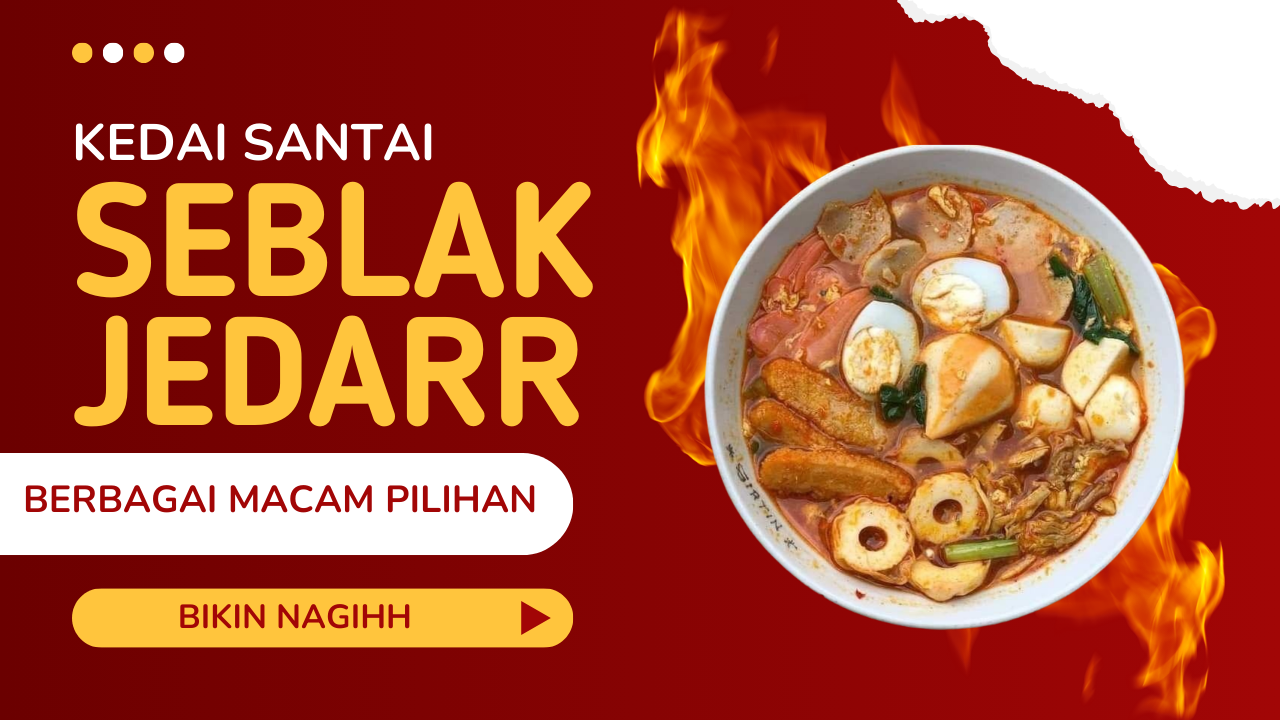 KEDAI SANTAI
SEBLAK
JEDARR
BERBAGAI MACAM PILIHAN
BIKIN NAGIHH